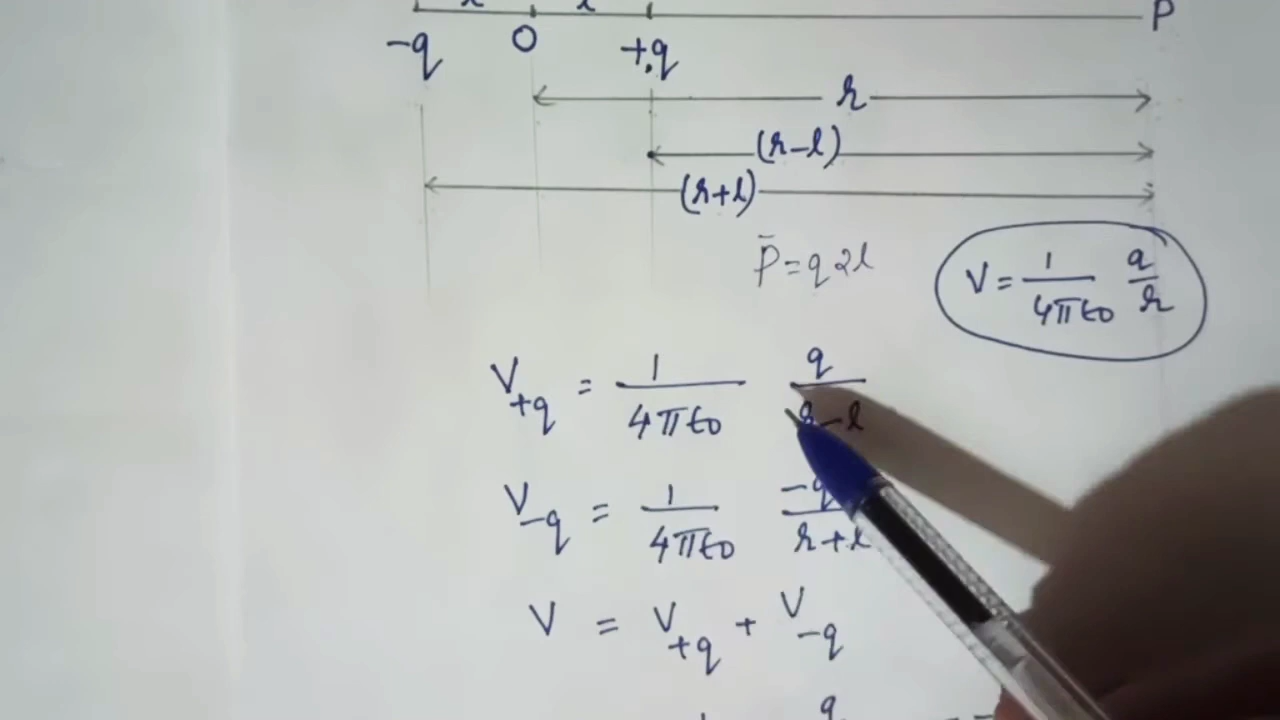 l l P
-q O +q
r
(r-l)
(r+l)
P̄ = q2l
V = 1/4πε0 q/r
V+q = 1/4πε0 q/r-l
V-q = 1/4πε0 -q/r+l
V = V+q + V-q
q